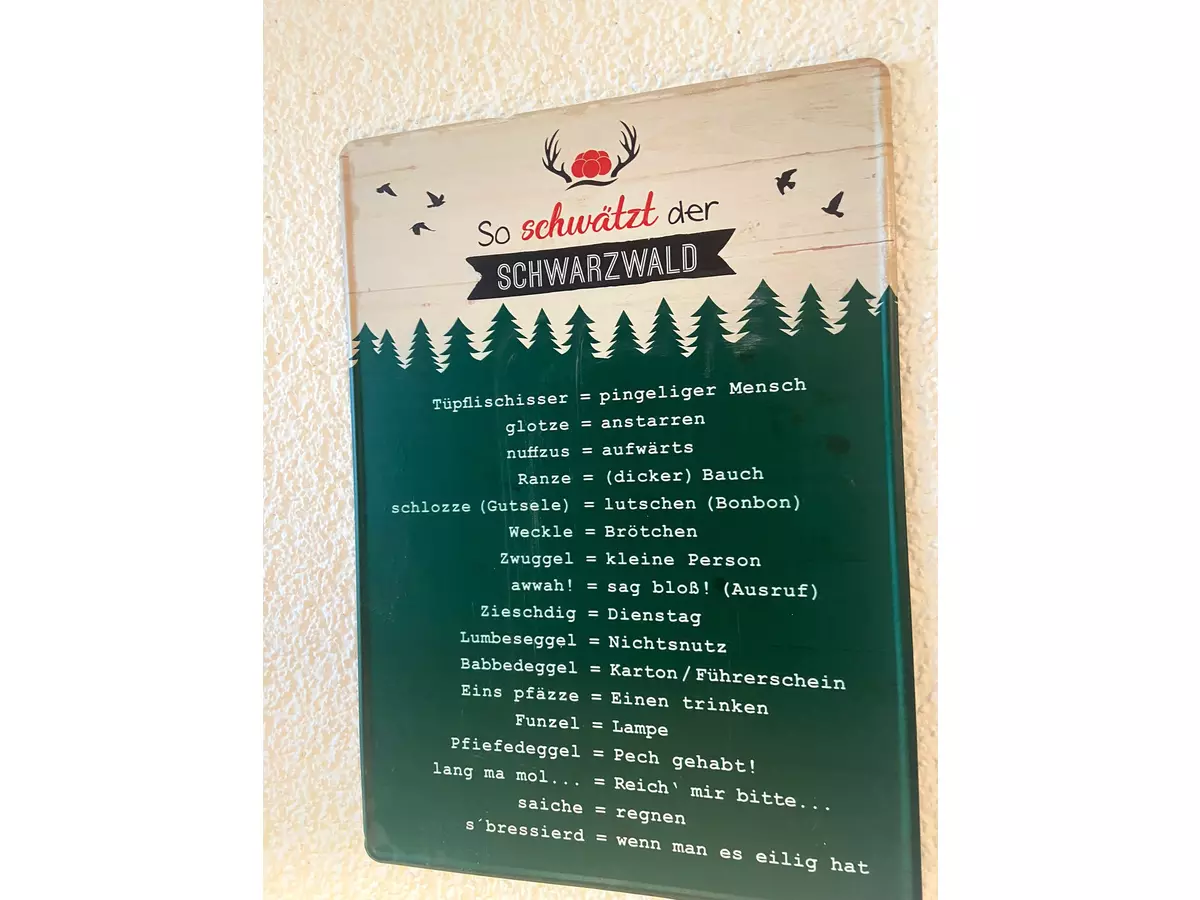 So schwätzt der
SCHWARZWALD
Tüpflischisser = pingeliger Mensch
glotze = anstarren
nuffzus = aufwärts
Ranze = (dicker) Bauch
schlozze (Gutsele) = lutschen (Bonbon)
Weckle = Brötchen
Zwuggel = kleine Person
awwah! = sag bloß! (Ausruf)
Zieschdig = Dienstag
Lumbeseggel = Nichtsnutz
Babbedeggel = Karton/Führerschein
Eins pfäzze = Einen trinken
Funzel = Lampe
Pfiefedeggel = Pech gehabt!
lang ma mol... = Reich‛ mir bitte...
saiche = regnen
s´bressierd = wenn man es eilig hat